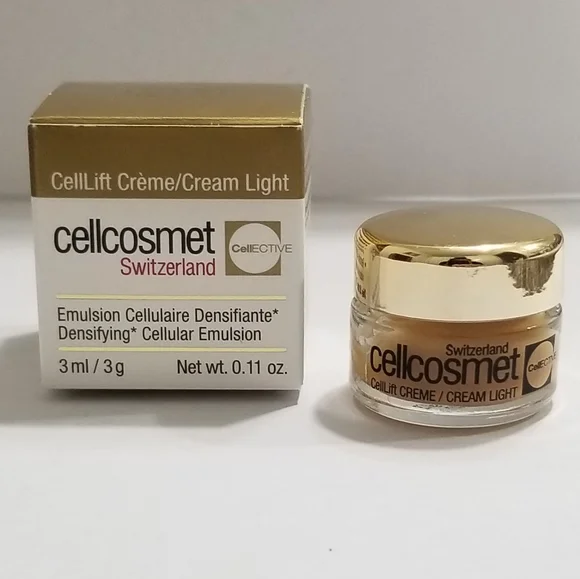 CellLift Crème/Cream Light
cellcosmet
Switzerland
CellECTIVE
Emulsion Cellulaire Densifiante*
Densifying* Cellular Emulsion
3 ml / 3 g Net wt. 0.11 oz.
Switzerland
cellcosmet
CellECTIVE
CellLift CREME / CREAM LIGHT